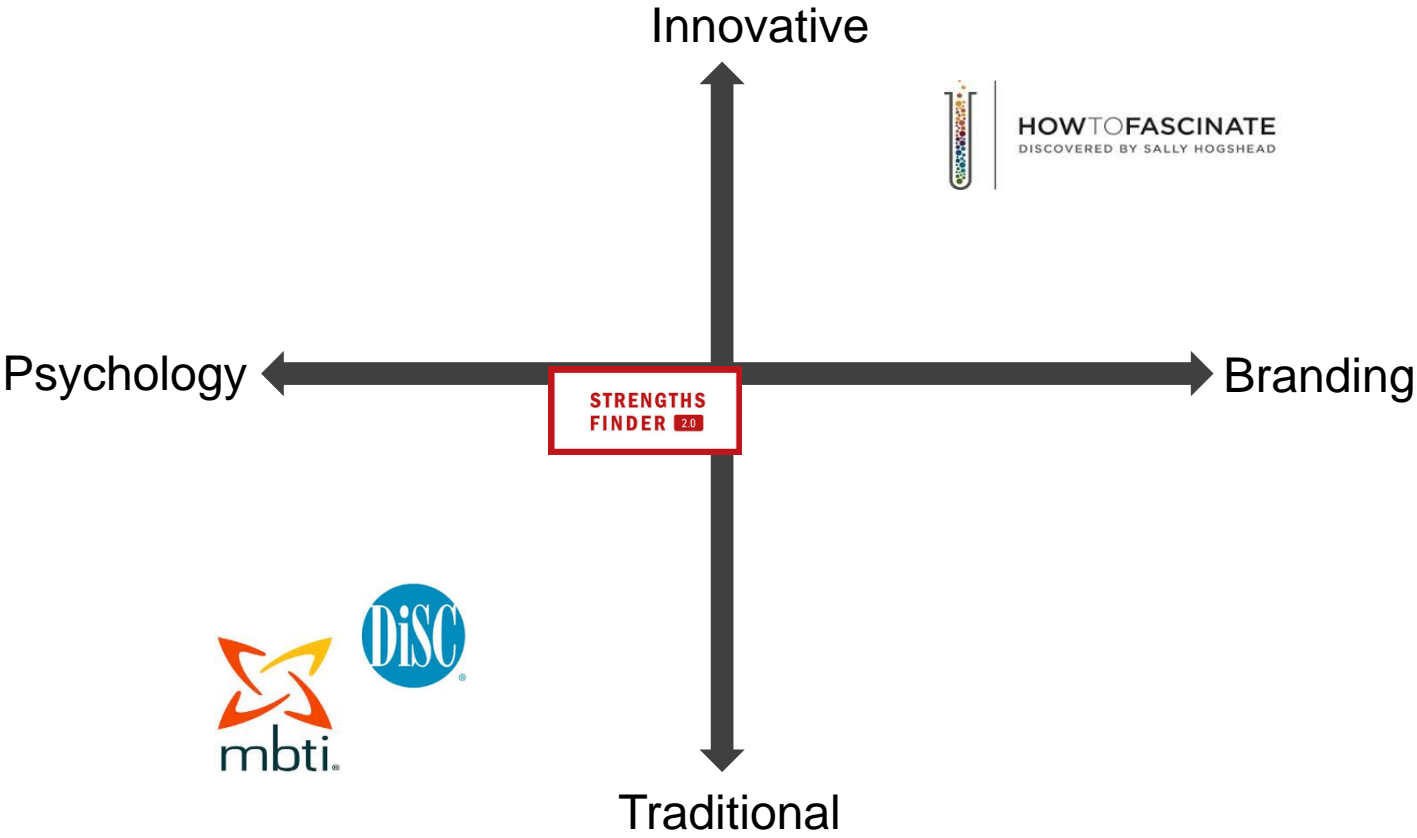 Innovative
HOWTOFASCINATE
DISCOVERED BY SALLY HOGSHEAD
Psychology
Branding
STRENGTHS
FINDER 2.0
DiSC®
mbti®
Traditional